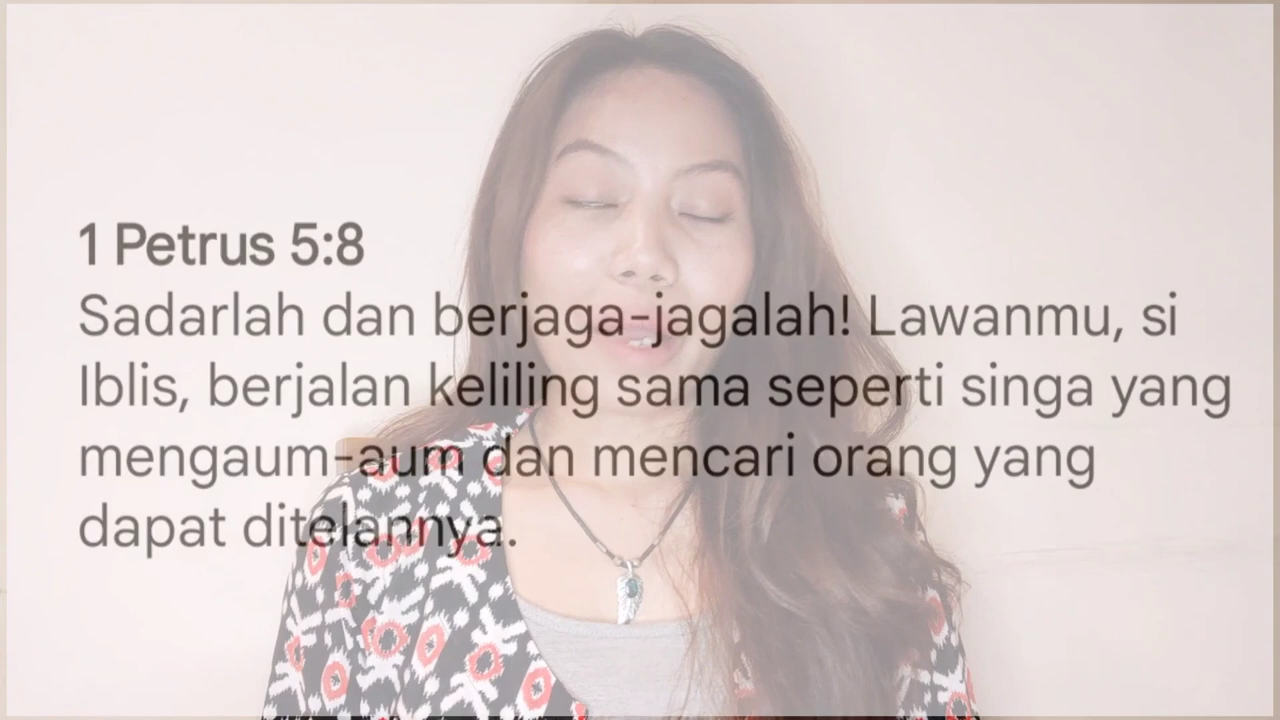 1 Petrus 5:8
Sadarlah dan berjaga-jagalah! Lawanmu, si
Iblis, berjalan keliling sama seperti singa yang
mengaum-aum dan mencari orang yang
dapat ditelannya.